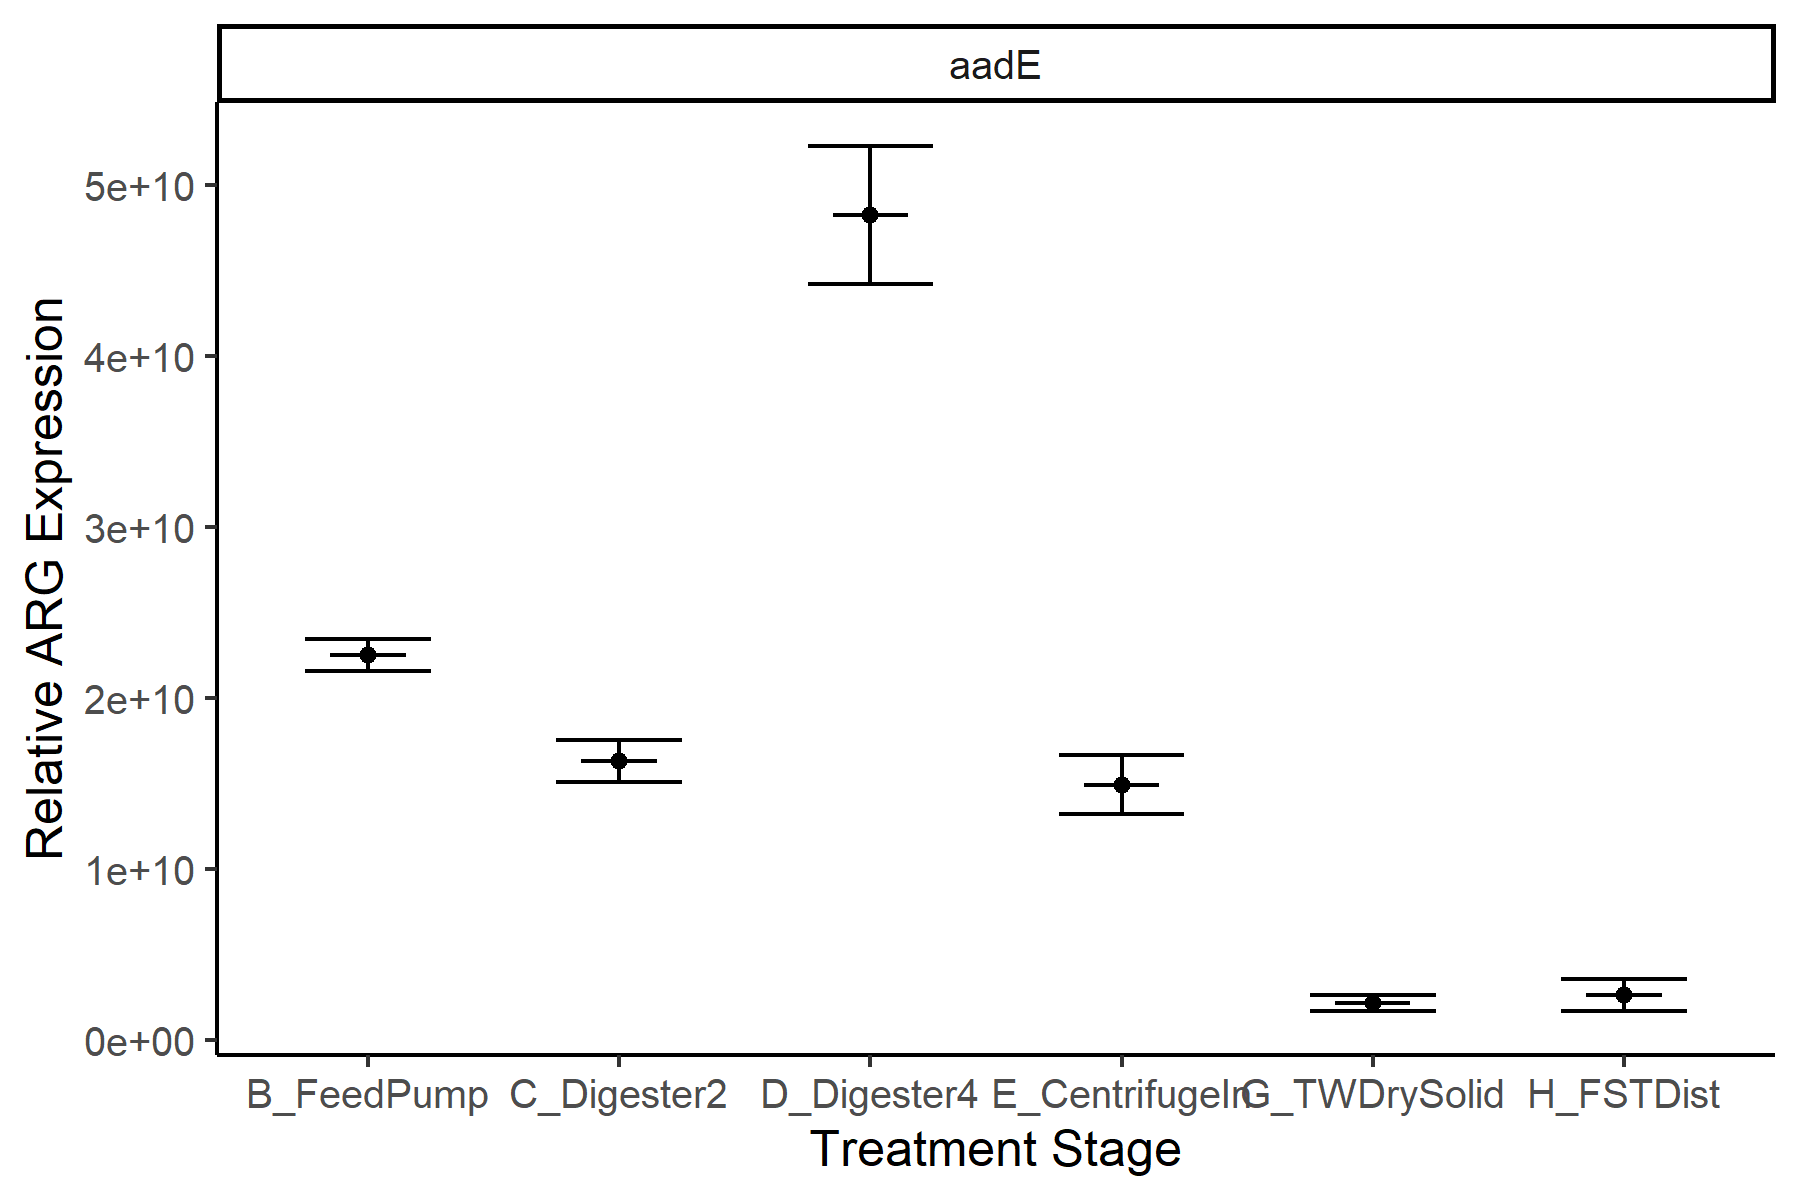 aadE
Relative ARG Expression
5e+10
4e+10
3e+10
2e+10
1e+10
0e+00
B_FeedPump C_Digester2 D_Digester4 E_CentrifugeIn G_TWDrySolid H_FSTDist
Treatment Stage